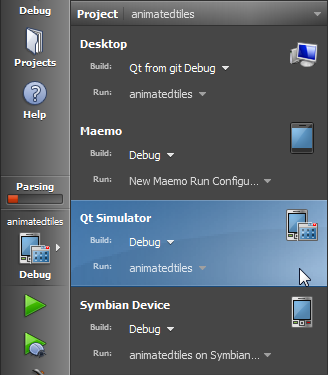 Debug
Projects
Help
Parsing
animatedtiles
Debug
Project animatedtiles
Desktop
Build: Qt from git Debug
Run: animatedtiles
Maemo
Build: Debug
Run: New Maemo Run Configu...
Qt Simulator
Build: Debug
Run: animatedtiles
Symbian Device
Build: Debug
Run: animatedtiles on Symbian...